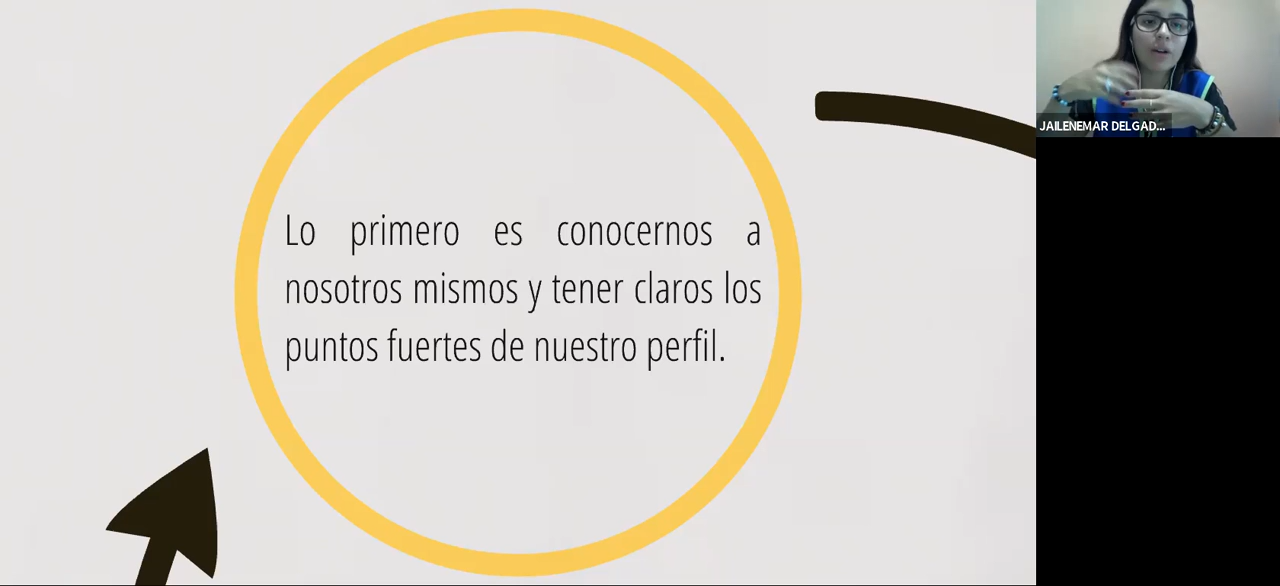 Lo primero es conocernos a
nosotros mismos y tener claros los
puntos fuertes de nuestro perfil.
JAILENEMAR DELGAD...